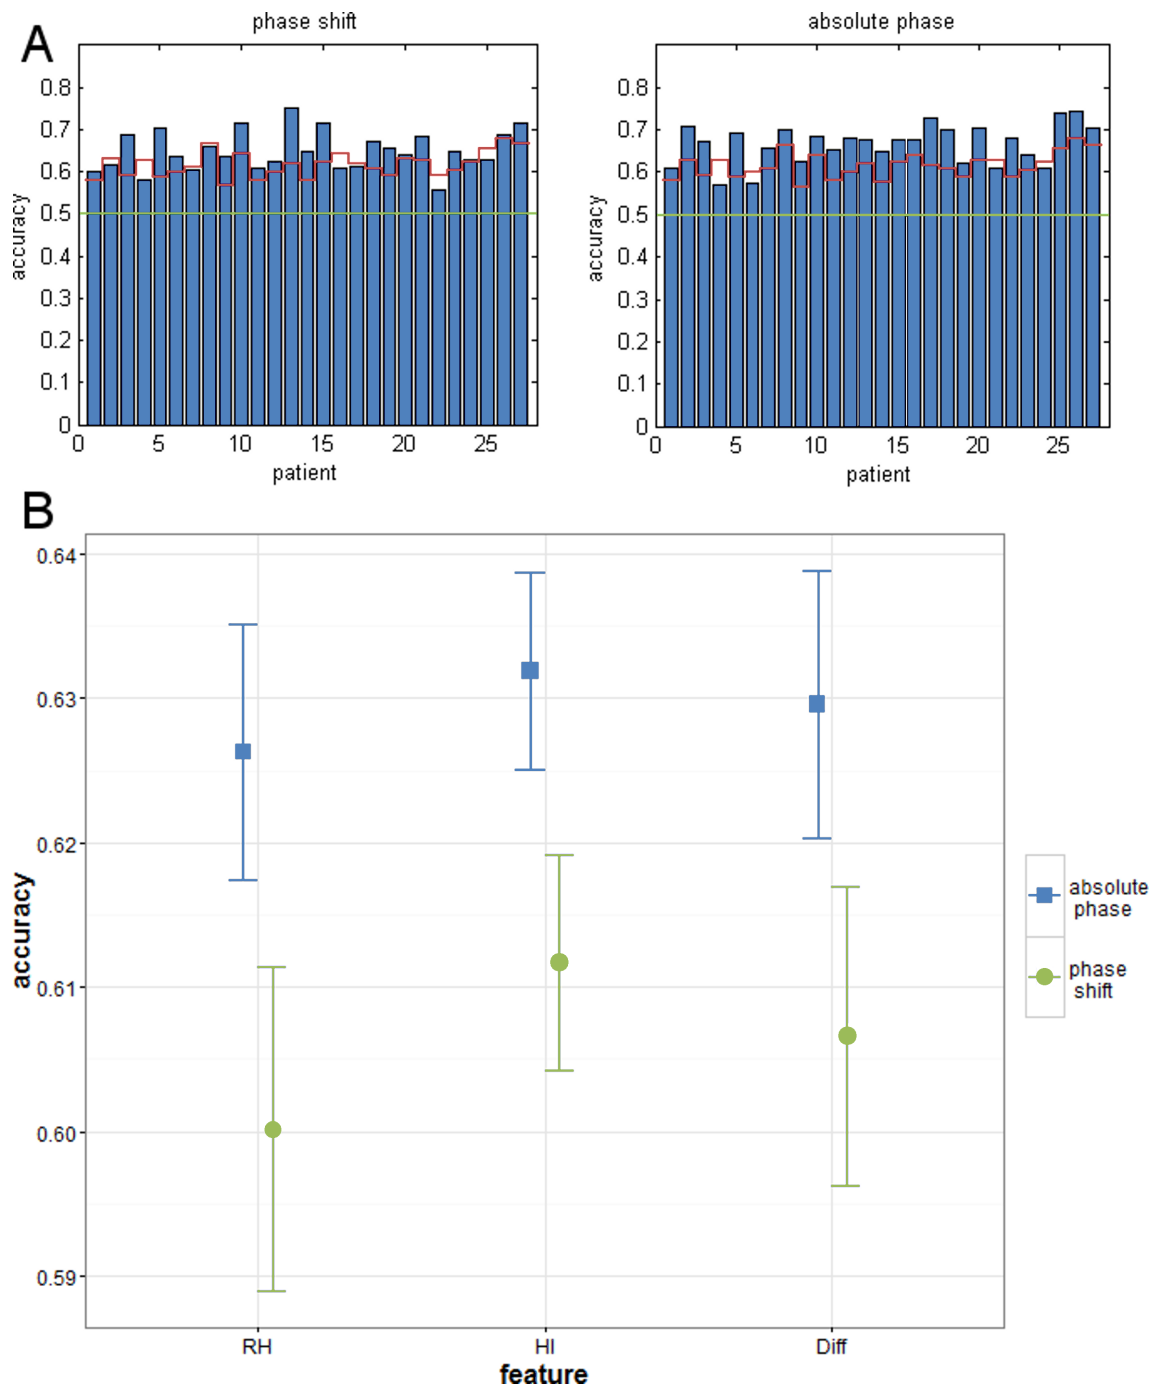 A
phase shift
absolute phase
accuracy
0.8
0.7
0.6
0.5
0.4
0.3
0.2
0.1
0
0 5 10 15 20 25
patient
accuracy
0.8
0.7
0.6
0.5
0.4
0.3
0.2
0.1
0
0 5 10 15 20 25
patient
B
accuracy
0.64
0.63
0.62
0.61
0.60
0.59
RH HI Diff
feature
absolute
phase
phase
shift